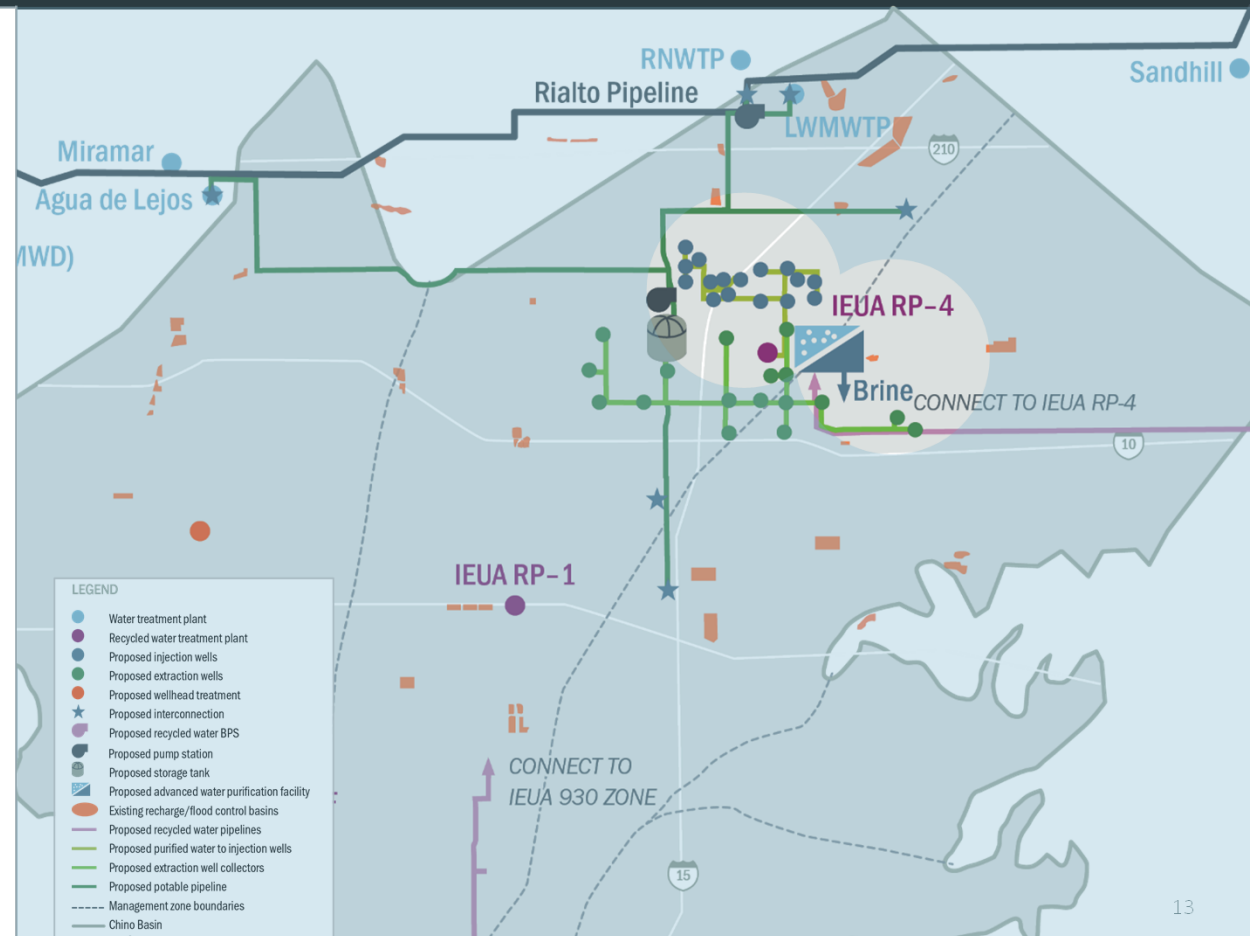 RNWTP
Sandhill
Rialto Pipeline
LWMWTP
210
Miramar
Agua de Lejos
MWD)
IEUA RP-4
Brine
CONNECT TO IEUA RP-4
10
IEUA RP-1
LEGEND
Water treatment plant
Recycled water treatment plant
Proposed injection wells
Proposed extraction wells
Proposed wellhead treatment
Proposed interconnection
Proposed recycled water BPS
Proposed pump station
Proposed storage tank
Proposed advanced water purification facility
Existing recharge/flood control basins
Proposed recycled water pipelines
Proposed purified water to injection wells
Proposed extraction well collectors
Proposed potable pipeline
Management zone boundaries
Chino Basin
CONNECT TO
IEUA 930 ZONE
15
13